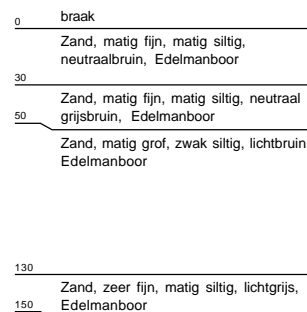 0 braak
Zand, matig fijn, matig siltig,
neutraalbruin, Edelmanboor
30
Zand, matig fijn, matig siltig, neutraal
50 grijsbruin, Edelmanboor
Zand, matig grof, zwak siltig, lichtbruin
Edelmanboor
130
Zand, zeer fijn, matig siltig, lichtgrijs,
150 Edelmanboor